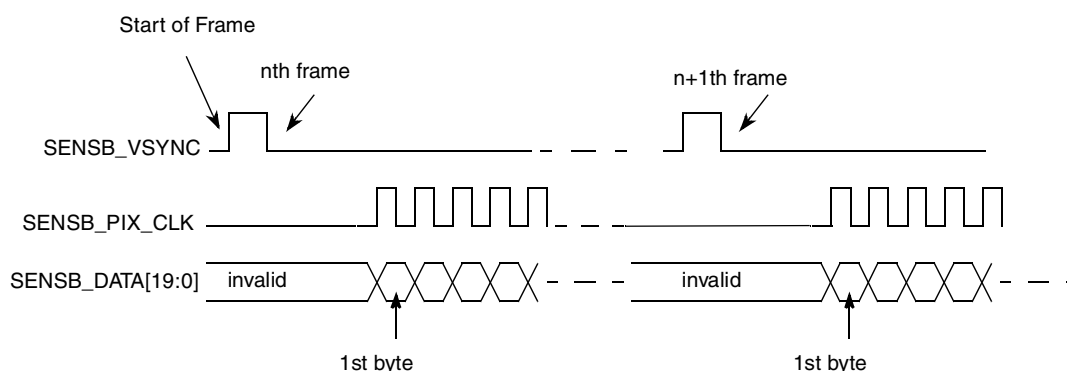 Start of Frame
nth frame
n+1th frame
SENSB_VSYNC
SENSB_PIX_CLK
SENSB_DATA[19:0]
invalid
invalid
1st byte
1st byte